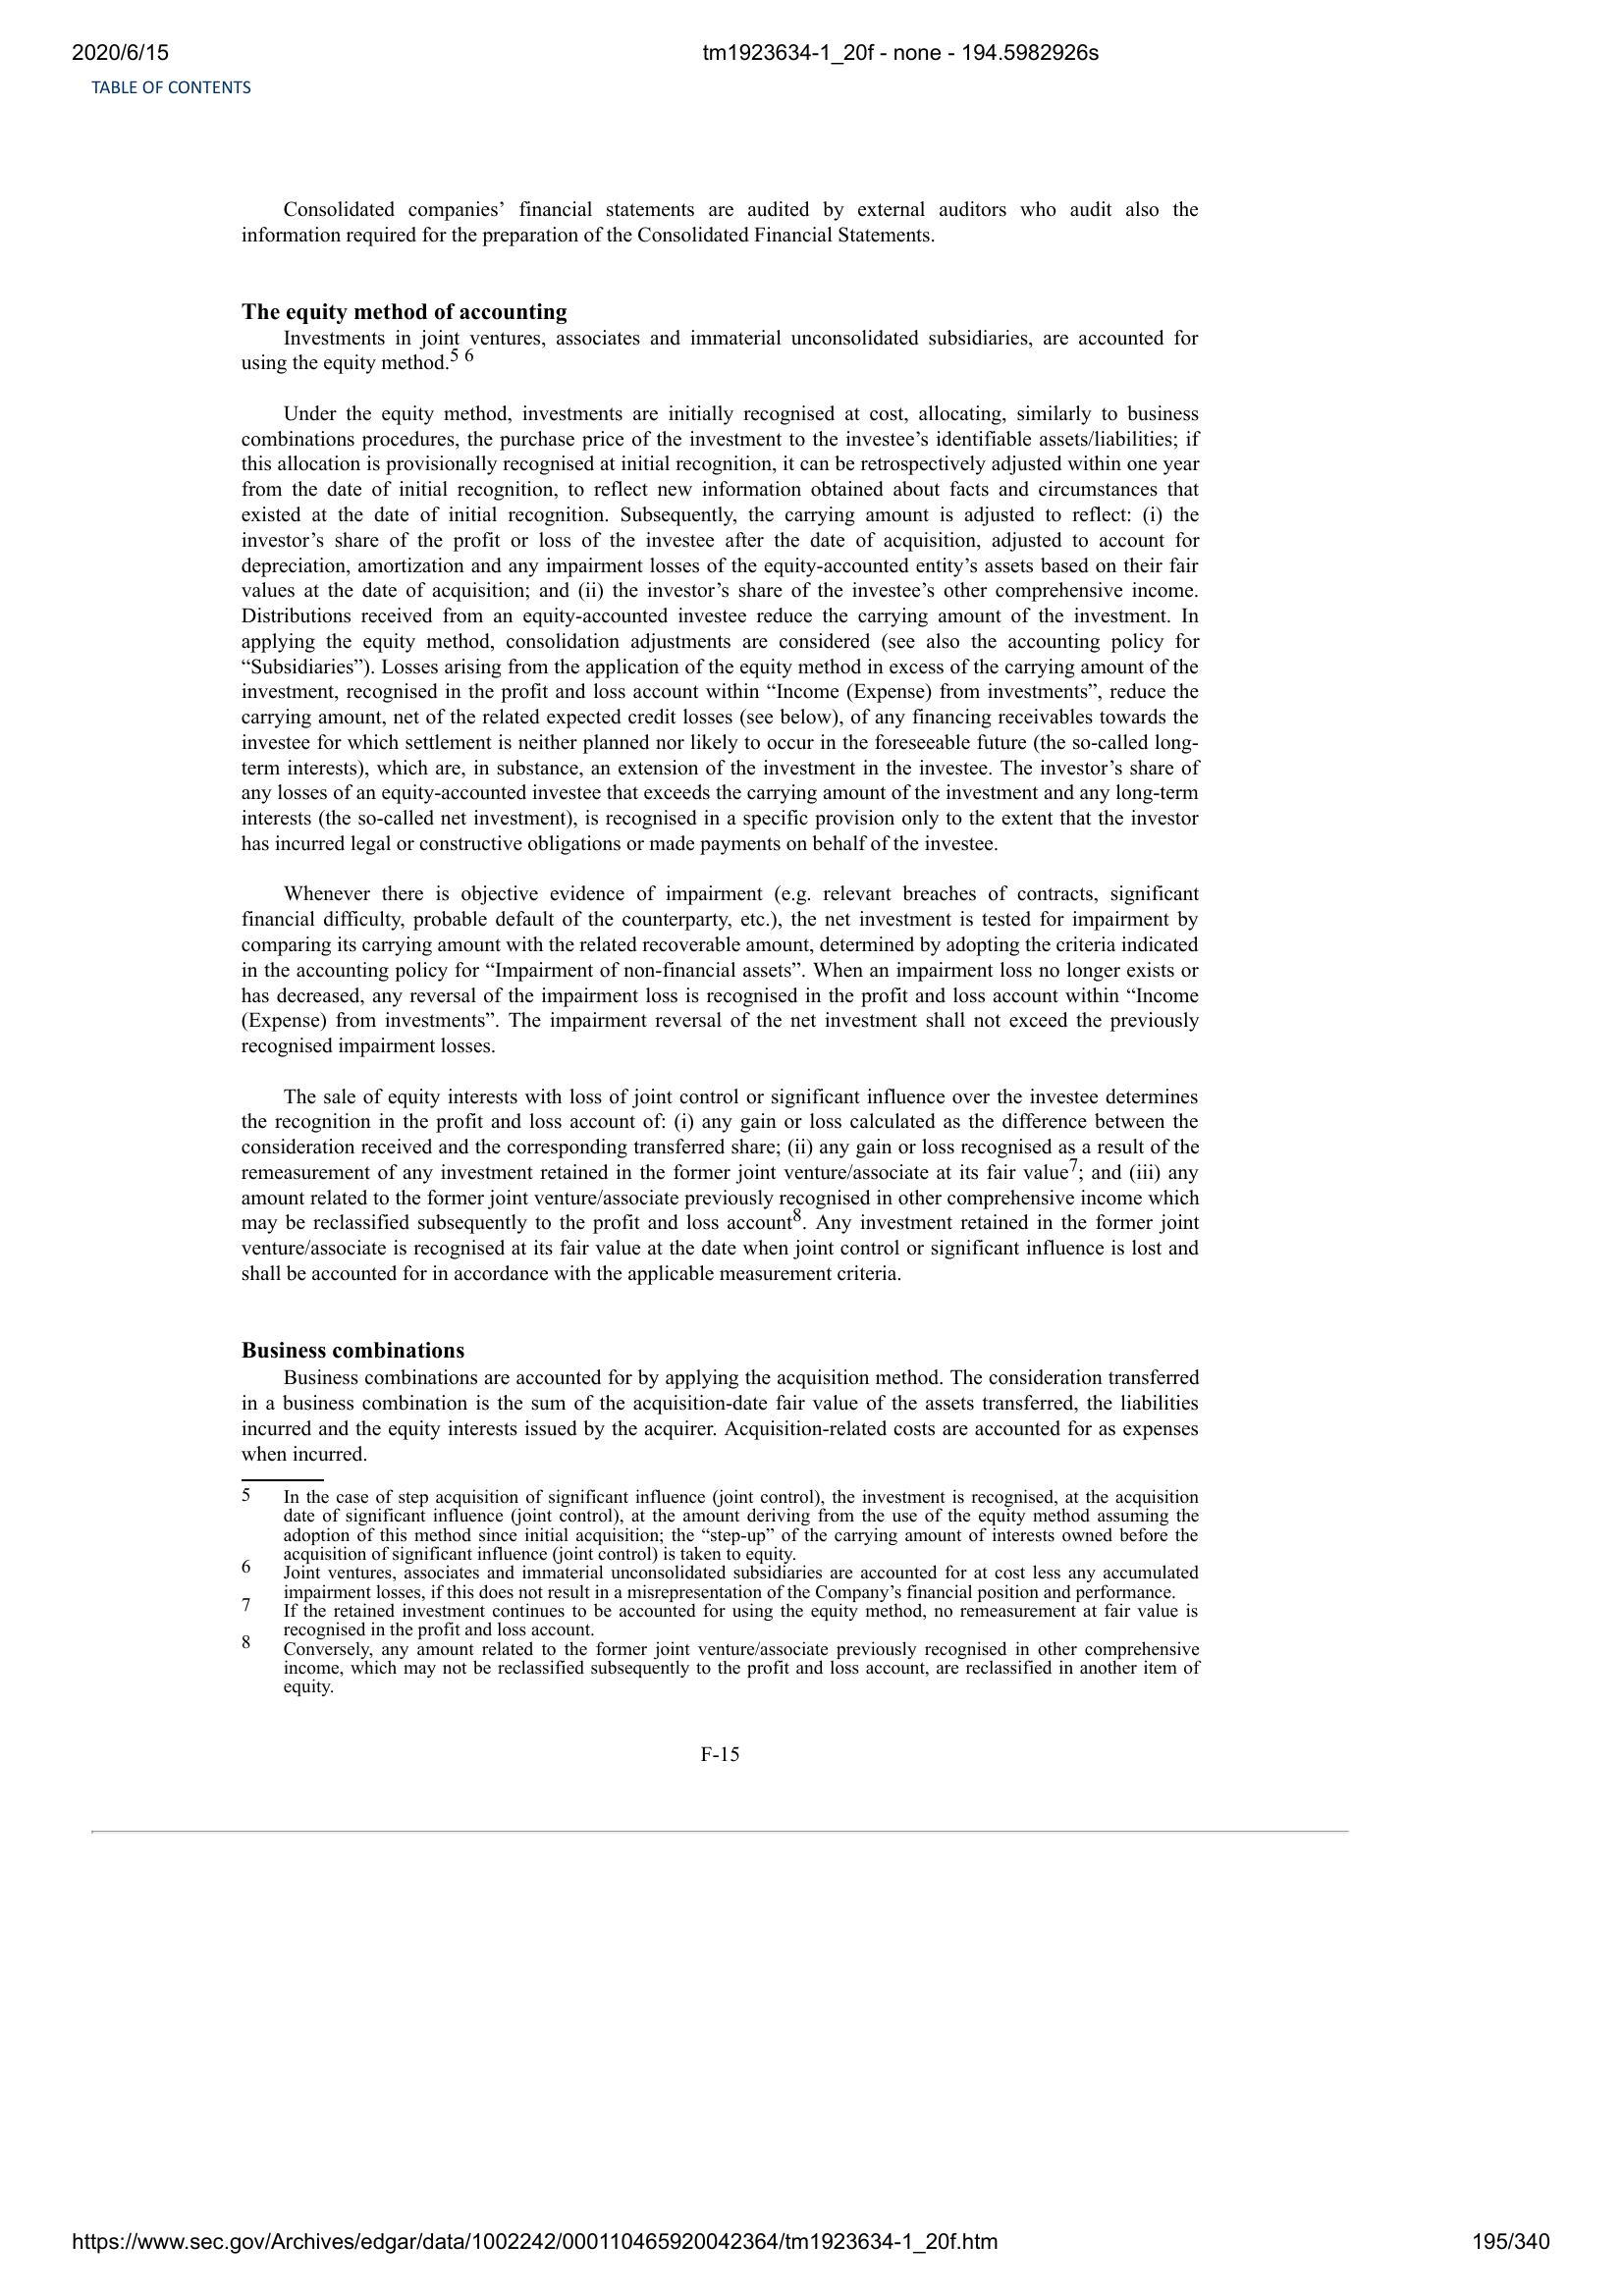 2020/6/15 tm1923634-1_20f - none - 194.5982926s
TABLE OF CONTENTS
Consolidated companies’ financial statements are audited by external auditors who audit also the
information required for the preparation of the Consolidated Financial Statements.
The equity method of accounting
Investments in joint ventures, associates and immaterial unconsolidated subsidiaries, are accounted for
using the equity method.5 6
Under the equity method, investments are initially recognised at cost, allocating, similarly to business
combinations procedures, the purchase price of the investment to the investee’s identifiable assets/liabilities; if
this allocation is provisionally recognised at initial recognition, it can be retrospectively adjusted within one year
from the date of initial recognition, to reflect new information obtained about facts and circumstances that
existed at the date of initial recognition. Subsequently, the carrying amount is adjusted to reflect: (i) the
investor’s share of the profit or loss of the investee after the date of acquisition, adjusted to account for
depreciation, amortization and any impairment losses of the equity-accounted entity’s assets based on their fair
values at the date of acquisition; and (ii) the investor’s share of the investee’s other comprehensive income.
Distributions received from an equity-accounted investee reduce the carrying amount of the investment. In
applying the equity method, consolidation adjustments are considered (see also the accounting policy for
“Subsidiaries”). Losses arising from the application of the equity method in excess of the carrying amount of the
investment, recognised in the profit and loss account within “Income (Expense) from investments”, reduce the
carrying amount, net of the related expected credit losses (see below), of any financing receivables towards the
investee for which settlement is neither planned nor likely to occur in the foreseeable future (the so-called long-
term interests), which are, in substance, an extension of the investment in the investee. The investor’s share of
any losses of an equity-accounted investee that exceeds the carrying amount of the investment and any long-term
interests (the so-called net investment), is recognised in a specific provision only to the extent that the investor
has incurred legal or constructive obligations or made payments on behalf of the investee.
Whenever there is objective evidence of impairment (e.g. relevant breaches of contracts, significant
financial difficulty, probable default of the counterparty, etc.), the net investment is tested for impairment by
comparing its carrying amount with the related recoverable amount, determined by adopting the criteria indicated
in the accounting policy for “Impairment of non-financial assets”. When an impairment loss no longer exists or
has decreased, any reversal of the impairment loss is recognised in the profit and loss account within “Income
(Expense) from investments”. The impairment reversal of the net investment shall not exceed the previously
recognised impairment losses.
The sale of equity interests with loss of joint control or significant influence over the investee determines
the recognition in the profit and loss account of: (i) any gain or loss calculated as the difference between the
consideration received and the corresponding transferred share; (ii) any gain or loss recognised as a result of the
remeasurement of any investment retained in the former joint venture/associate at its fair value7; and (iii) any
amount related to the former joint venture/associate previously recognised in other comprehensive income which
may be reclassified subsequently to the profit and loss account8. Any investment retained in the former joint
venture/associate is recognised at its fair value at the date when joint control or significant influence is lost and
shall be accounted for in accordance with the applicable measurement criteria.
Business combinations
Business combinations are accounted for by applying the acquisition method. The consideration transferred
in a business combination is the sum of the acquisition-date fair value of the assets transferred, the liabilities
incurred and the equity interests issued by the acquirer. Acquisition-related costs are accounted for as expenses
when incurred.
5 In the case of step acquisition of significant influence (joint control), the investment is recognised, at the acquisition
date of significant influence (joint control), at the amount deriving from the use of the equity method assuming the
adoption of this method since initial acquisition; the “step-up” of the carrying amount of interests owned before the
acquisition of significant influence (joint control) is taken to equity.
6 Joint ventures, associates and immaterial unconsolidated subsidiaries are accounted for at cost less any accumulated
impairment losses, if this does not result in a misrepresentation of the Company’s financial position and performance.
7 If the retained investment continues to be accounted for using the equity method, no remeasurement at fair value is
recognised in the profit and loss account.
8 Conversely, any amount related to the former joint venture/associate previously recognised in other comprehensive
income, which may not be reclassified subsequently to the profit and loss account, are reclassified in another item of
equity.
F-15
https://www.sec.gov/Archives/edgar/data/1002242/000110465920042364/tm1923634-1_20f.htm 195/340